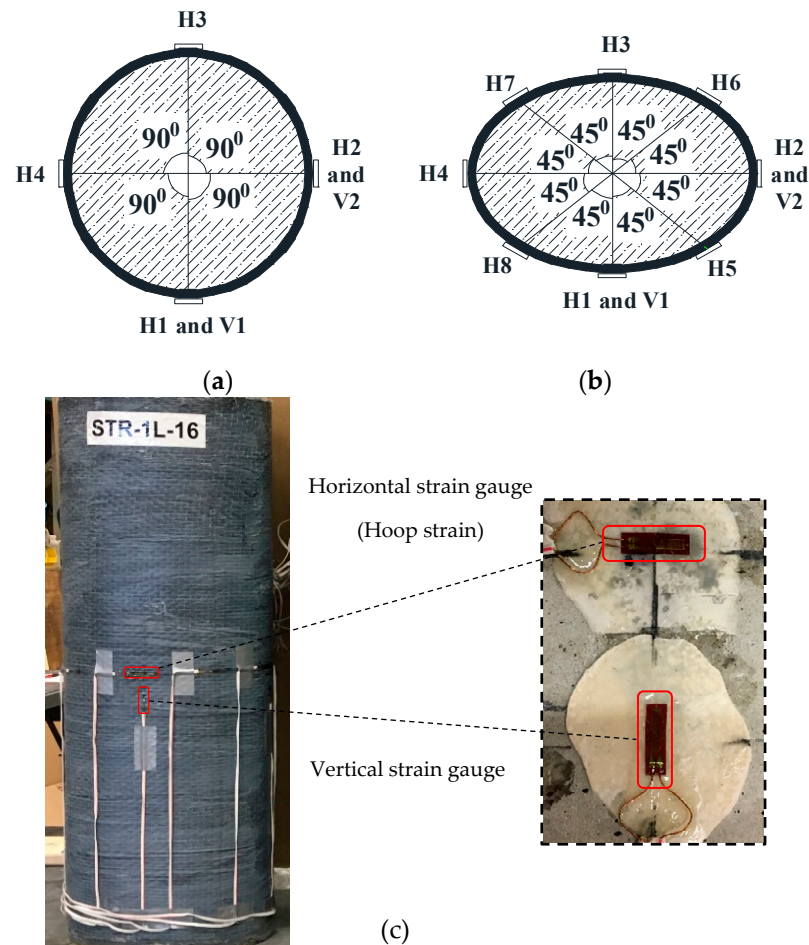 H3
H4
90⁰
90⁰
90⁰
90⁰
H2
and
V2
H1 and V1
(a)
H3
H7
H6
H4
45⁰
45⁰
45⁰
45⁰
45⁰
45⁰
45⁰
45⁰
H2
and
V2
H8
H5
H1 and V1
(b)
STR-1L-16
Horizontal strain gauge
(Hoop strain)
Vertical strain gauge
(c)